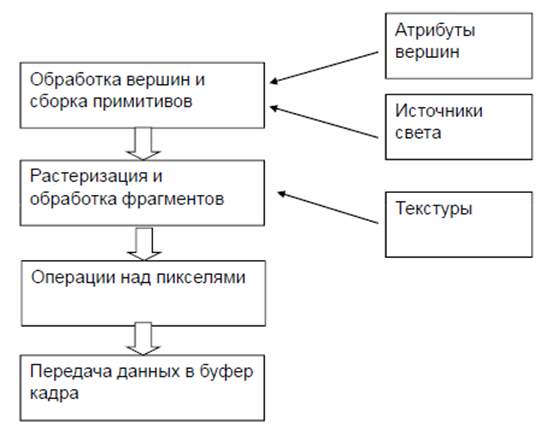 Атрибуты
вершин
Обработка вершин и
сборка примитивов
Источники
света
Растеризация и
обработка фрагментов
Текстуры
Операции над пикселями
Передача данных в буфер
кадра